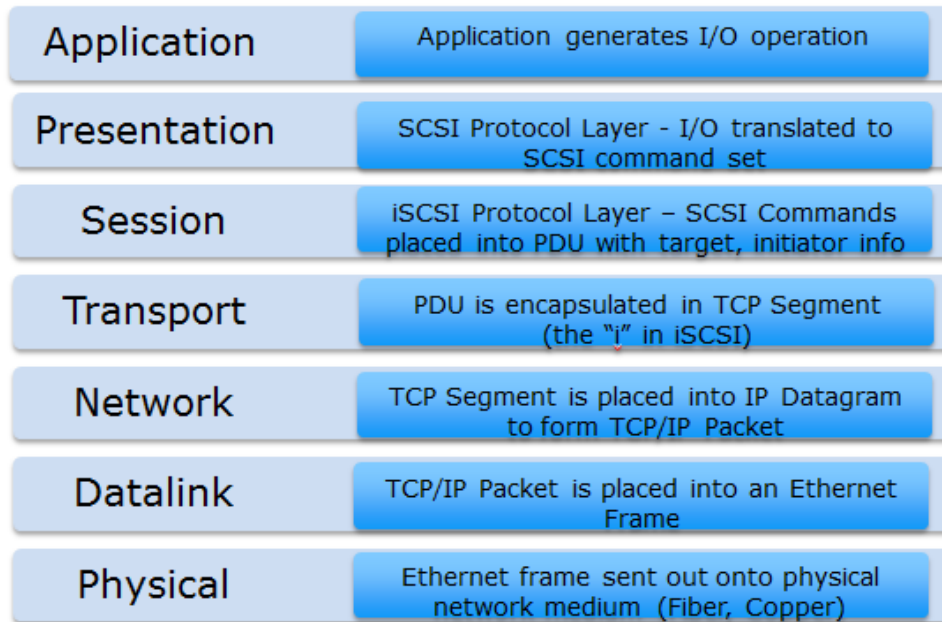 Application
Application generates I/O operation
Presentation
SCSI Protocol Layer - I/O translated to
SCSI command set
Session
iSCSI Protocol Layer – SCSI Commands
placed into PDU with target, initiator info
Transport
PDU is encapsulated in TCP Segment
(the “i” in iSCSI)
Network
TCP Segment is placed into IP Datagram
to form TCP/IP Packet
Datalink
TCP/IP Packet is placed into an Ethernet
Frame
Physical
Ethernet frame sent out onto physical
network medium (Fiber, Copper)